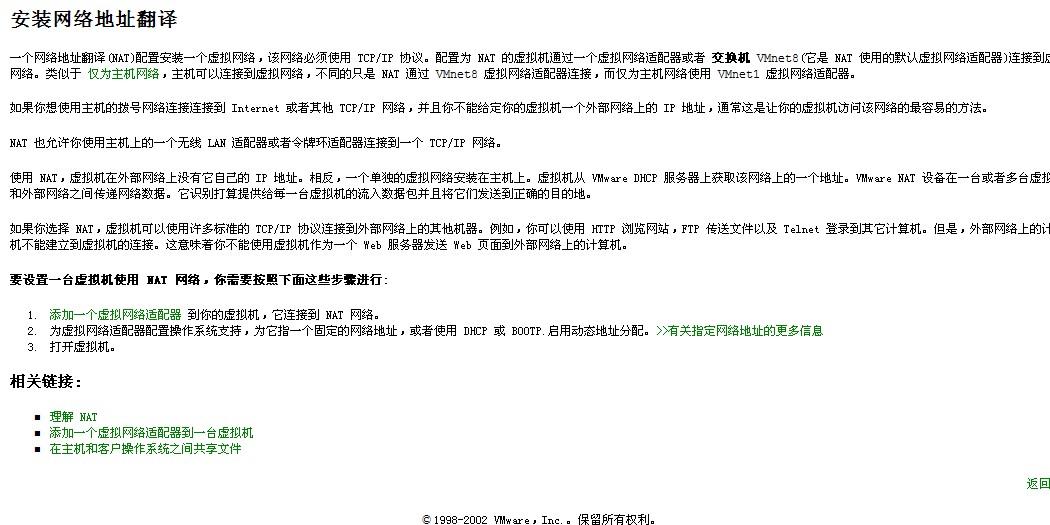 安装网络地址翻译
一个网络地址翻译(NAT)配置安装一个虚拟网络，该网络必须使用 TCP/IP 协议。配置为 NAT 的虚拟机通过一个虚拟网络适配器或者 交换机 VMnet8(它是 NAT 使用的默认虚拟网络适配器)连接到
网络。类似于 仅为主机网络，主机可以连接到虚拟网络，不同的只是 NAT 通过 VMnet8 虚拟网络适配器连接，而仅为主机网络使用 VMnet1 虚拟网络适配器。
如果你想使用主机的拨号网络连接连接到 Internet 或者其他 TCP/IP 网络，并且你不能给定你的虚拟机一个外部网络上的 IP 地址，通常这是让你的虚拟机访问该网络的最容易的方法。
NAT 也允许你使用主机上的一个无线 LAN 适配器或者令牌环适配器连接到一个 TCP/IP 网络。
使用 NAT，虚拟机在外部网络上没有它自己的 IP 地址。相反，一个单独的虚拟网络安装在主机上。虚拟机从 VMware DHCP 服务器上获取该网络上的一个地址。VMware NAT 设备在一台或者多台虚拟
和外部网络之间传递网络数据。它识别打算提供给每一台虚拟机的流入数据包并且将它们发送到正确的目的地。
如果你选择 NAT，虚拟机可以使用许多标准的 TCP/IP 协议连接到外部网络上的其他机器。例如，你可以使用 HTTP 浏览网站，FTP 传送文件以及 Telnet 登录到其它计算机。但是，外部网络上的计
机不能建立到虚拟机的连接。这意味着你不能使用虚拟机作为一个 Web 服务器发送 Web 页面到外部网络上的计算机。
要设置一台虚拟机使用 NAT 网络，你需要按照下面这些步骤进行:
1. 添加一个虚拟网络适配器 到你的虚拟机，它连接到 NAT 网络。
2. 为虚拟网络适配器配置操作系统支持，为它指一个固定的网络地址，或者使用 DHCP 或 BOOTP.启用动态地址分配。>>有关指定网络地址的更多信息
3. 打开虚拟机。
相关链接:
■ 理解 NAT
■ 添加一个虚拟网络适配器到一台虚拟机
■ 在主机和客户操作系统之间共享文件
返回
©1998-2002 VMware，Inc.。保留所有权利。